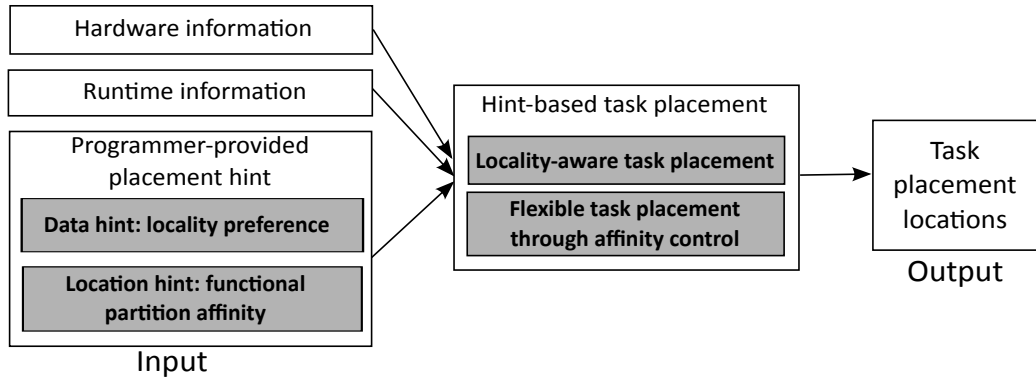 Hardware information
Runtime information
Programmer-provided
placement hint
Data hint: locality preference
Location hint: functional
partition affinity
Input
Hint-based task placement
Locality-aware task placement
Flexible task placement
through affinity control
Task
placement
locations
Output